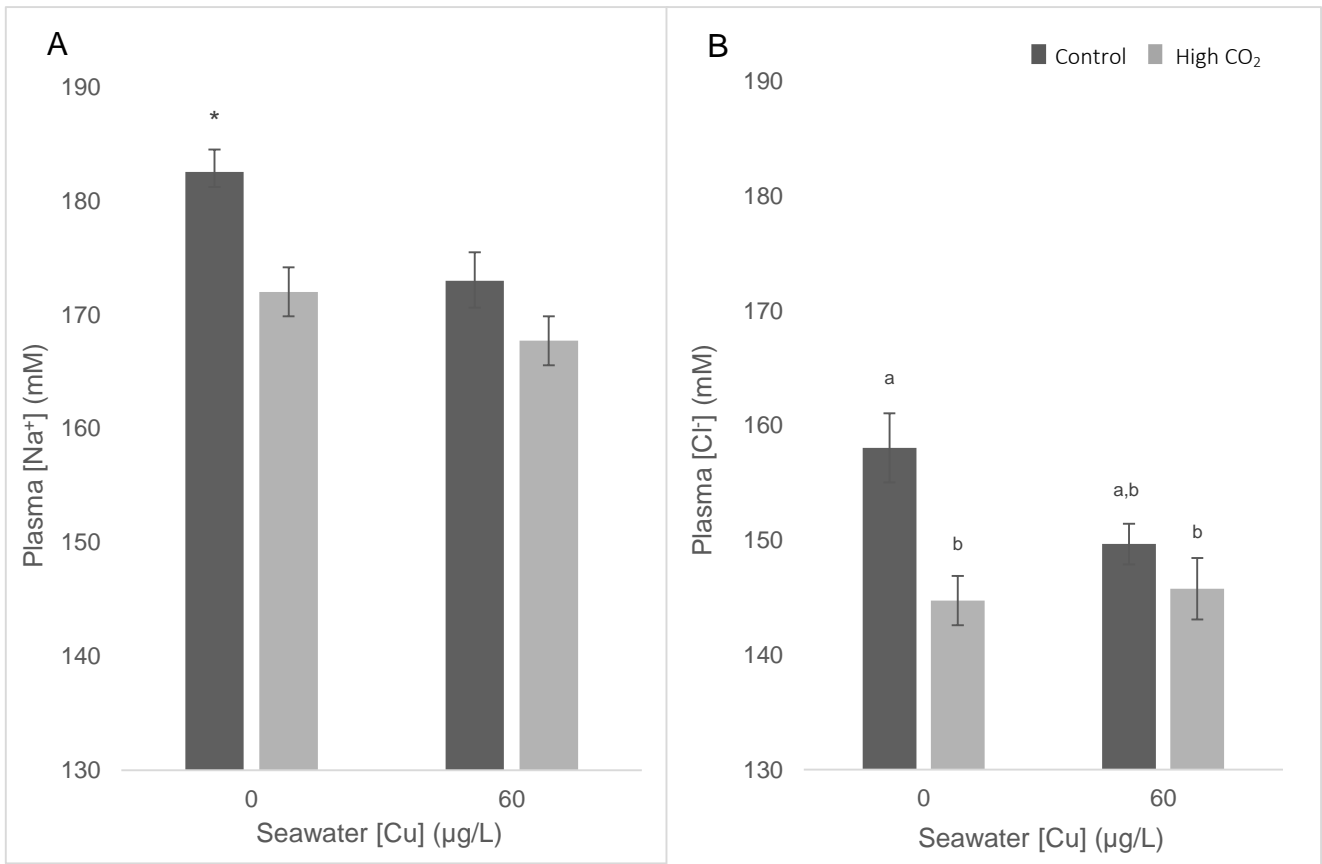 A
190
*
180
170
160
150
140
130
Plasma [Na⁺] (mM)
0
60
Seawater [Cu] (µg/L)
B
Control
High CO₂
190
180
170
160
a
a,b
150
b
b
140
130
Plasma [Cl⁻] (mM)
0
60
Seawater [Cu] (µg/L)